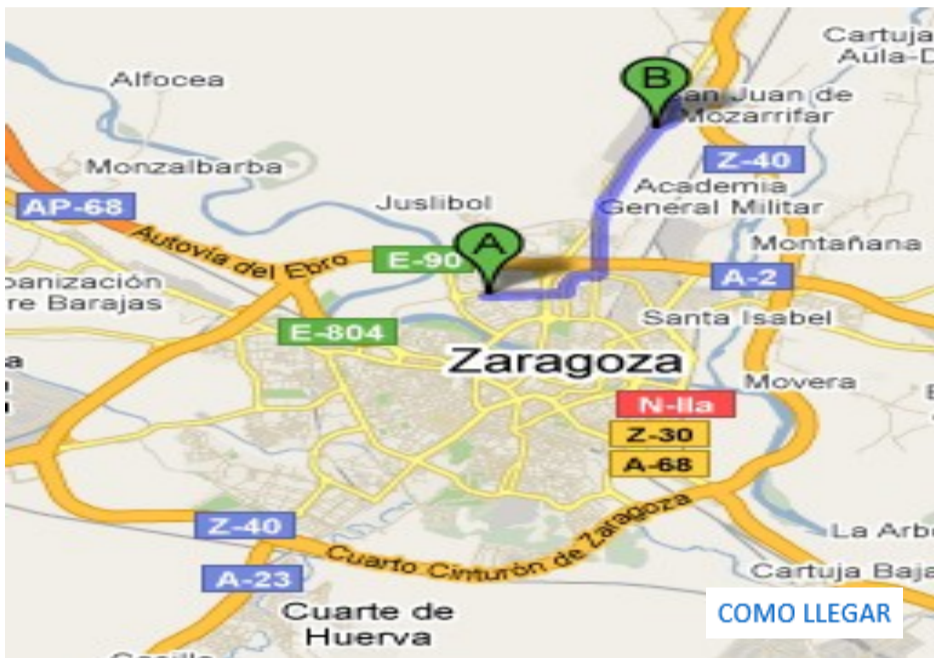 Cartuja
Aula-D
Alfocea
B
San Juan de
Mozarrifar
Monzalbarba
Z-40
Academia
General Militar
AP-68
Juslibol
A
Montañana
Autovía del Ebro
E-90
A-2
banización
re Barajas
Santa Isabel
E-804
Zaragoza
Movera
N-IIa
Z-30
A-68
Z-40
Cuarto Cinturón de Zaragoza
La Arb
A-23
Cartuja Baja
Cuarte de
Huerva
COMO LLEGAR